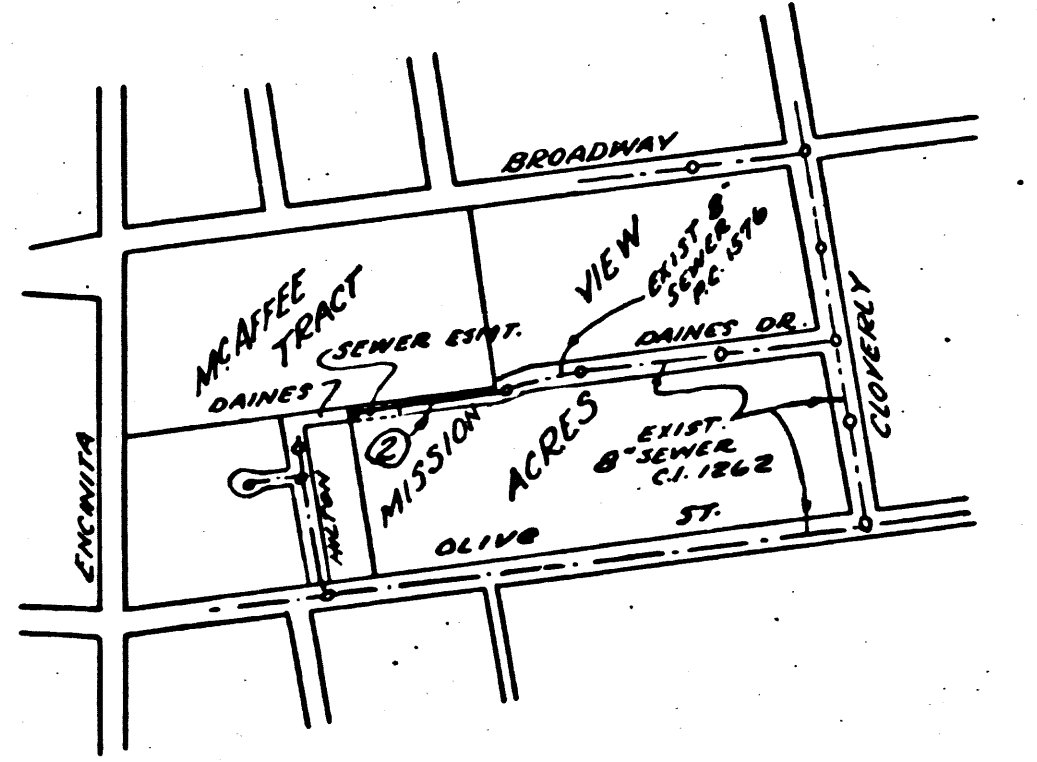 BROADWAY
VIEW
EXIST 8"
SEWER
P.C. 1576
McAFFEE
TRACT
SEWER ESMT.
DAINES DR.
DAINES
CLOVERLY
2
MISSION
ACRES
EXIST.
8" SEWER
C.I. 1262
ENCINITA
HILTON
OLIVE
ST.